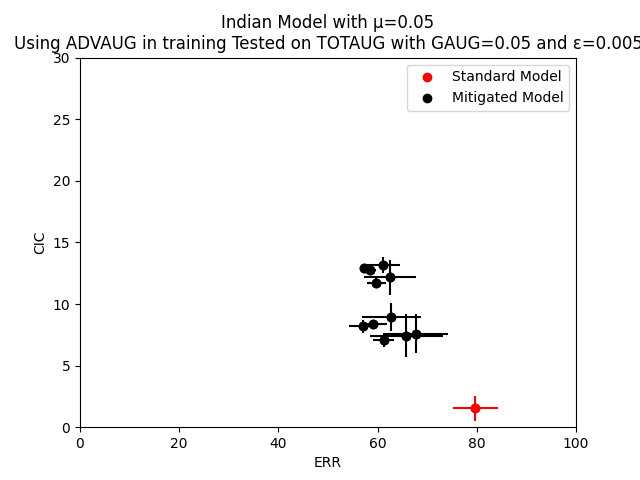 Indian Model with μ=0.05
Using ADVAUG in training Tested on TOTAUG with GAUG=0.05 and ε=0.005
30
25
20
15
10
5
0
CIC
Standard Model
Mitigated Model
0 20 40 60 80 100
ERR